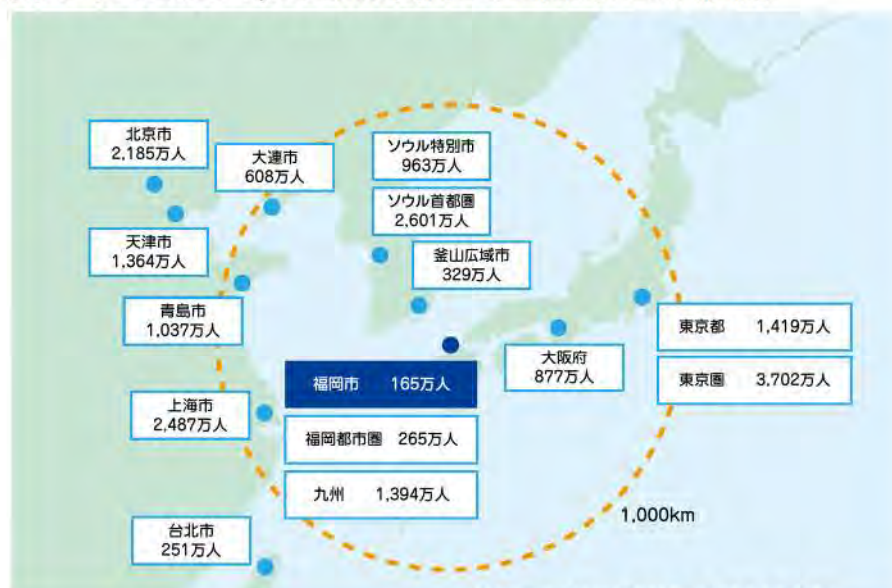 北京市
2,185万人
大連市
608万人
ソウル特別市
963万人
ソウル首都圏
2,601万人
天津市
1,364万人
釜山広域市
329万人
青島市
1,037万人
東京都　1,419万人
大阪府
877万人
福岡市　165万人
東京圏　3,702万人
上海市
2,487万人
福岡都市圏　265万人
九州　1,394万人
1,000km
台北市
251万人